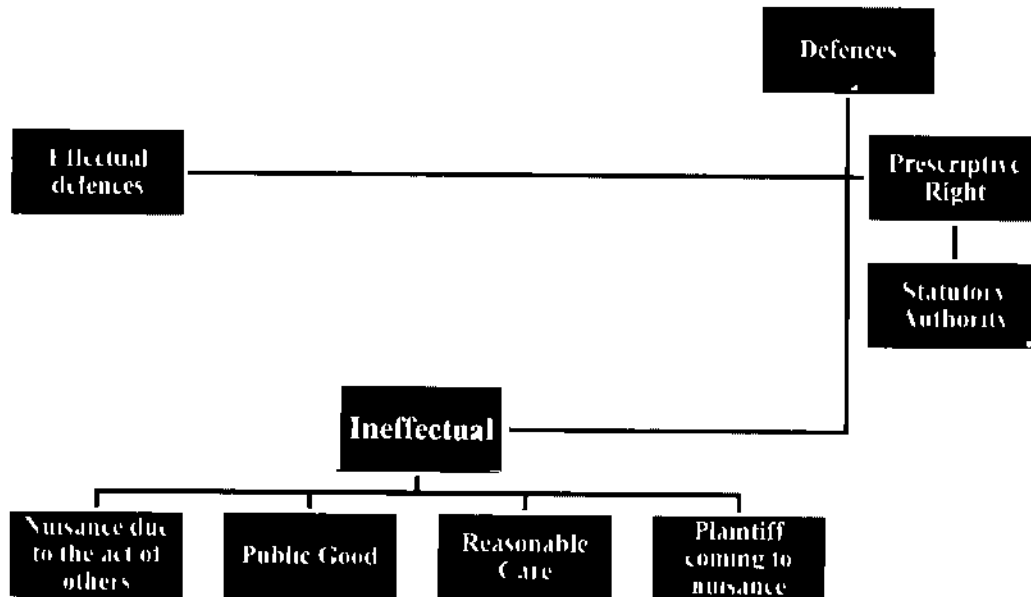 Defences
Effectual
defences
Prescriptive
Right
Statutory
Authority
Ineffectual
Nuisance due
to the act of
others
Public Good
Reasonable
Care
Plaintiff
coming to
nuisance